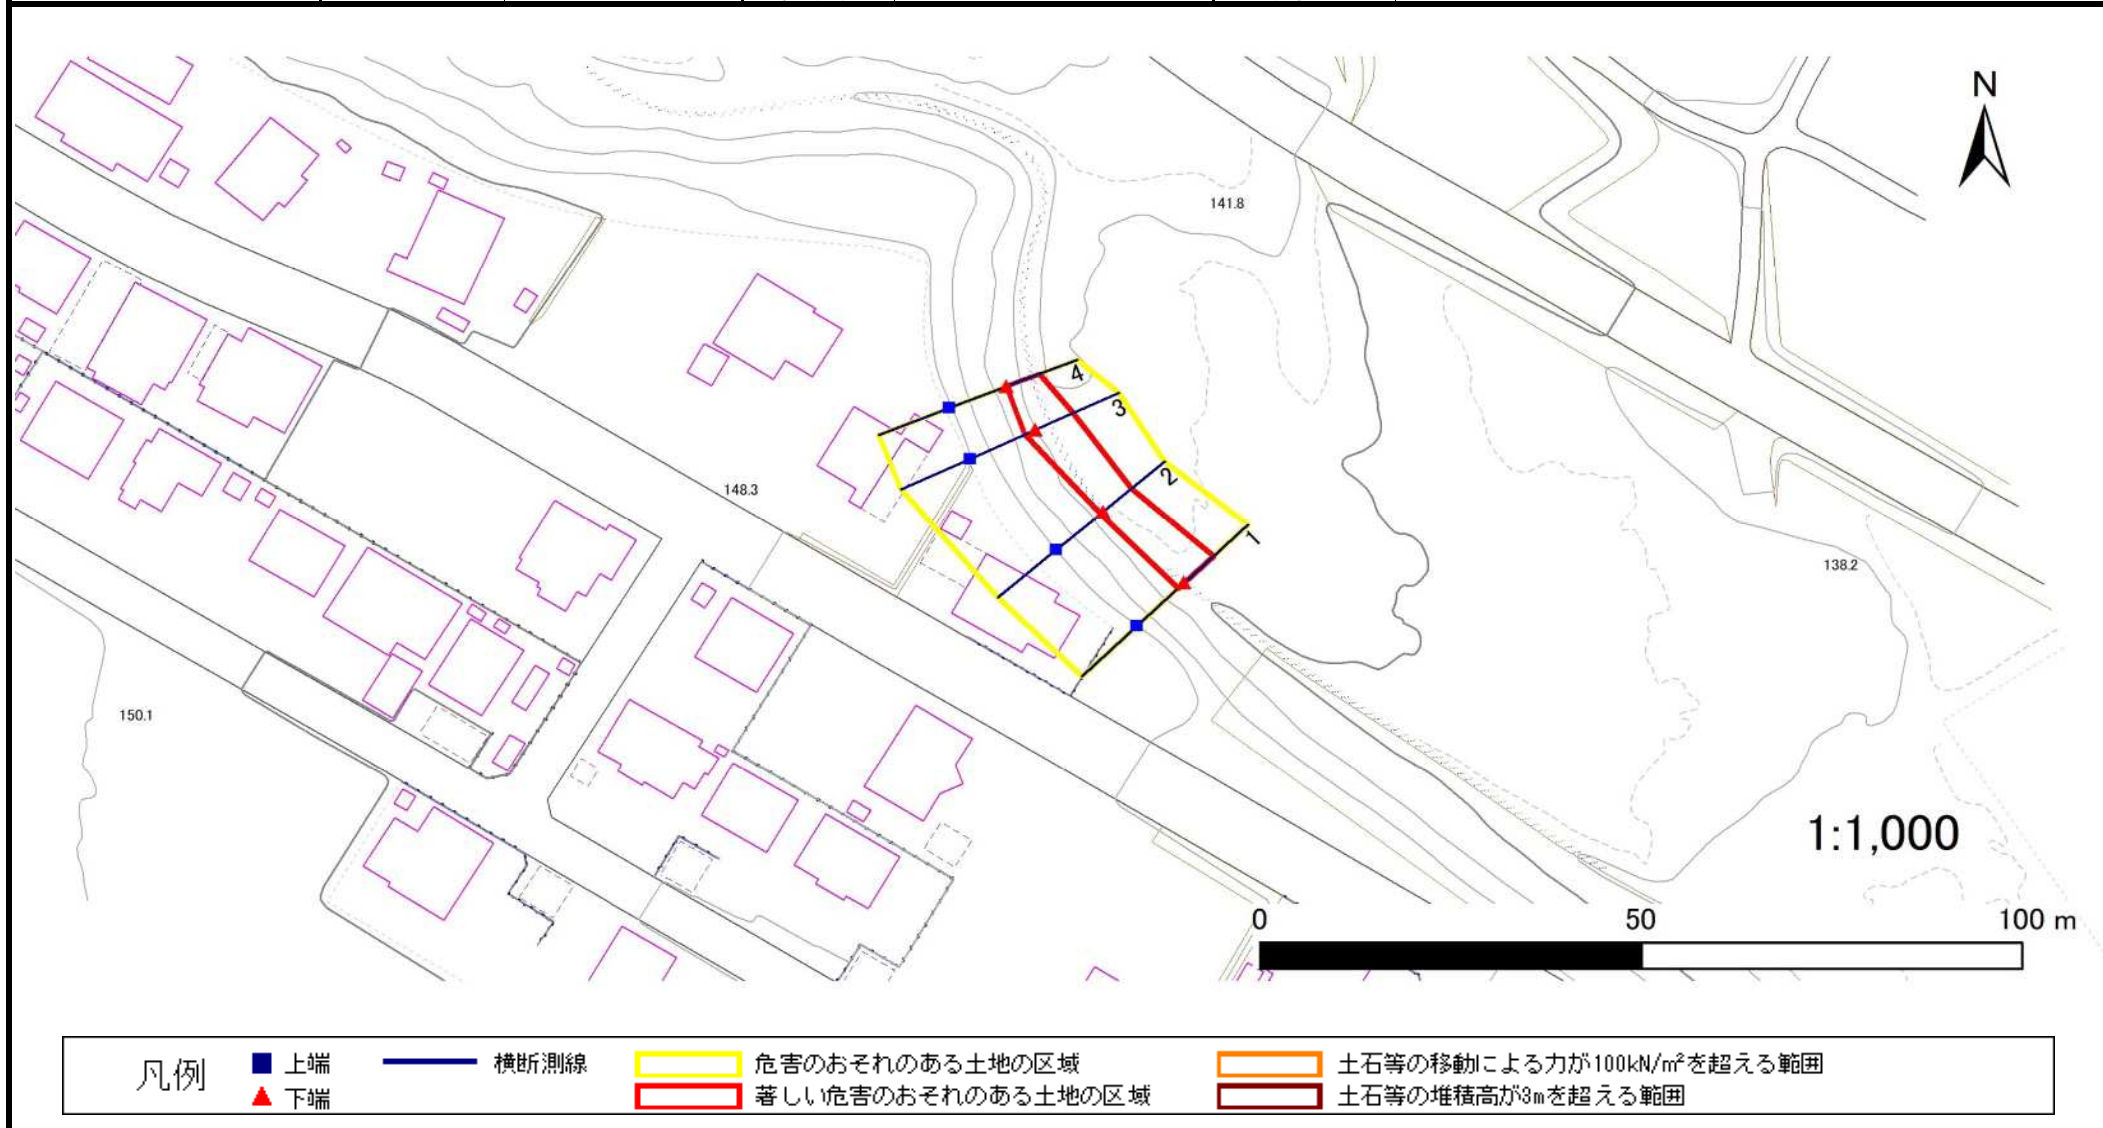 N
141.8
4
3
148.3
2
1
138.2
150.1
1:1,000
0 50 100 m
凡例
■ 上端 横断測線 危害のおそれのある土地の区域 土石等の移動による力が100kN/㎡を超える範囲
▲ 下端 著しい危害のおそれのある土地の区域 土石等の堆積高が3mを超える範囲